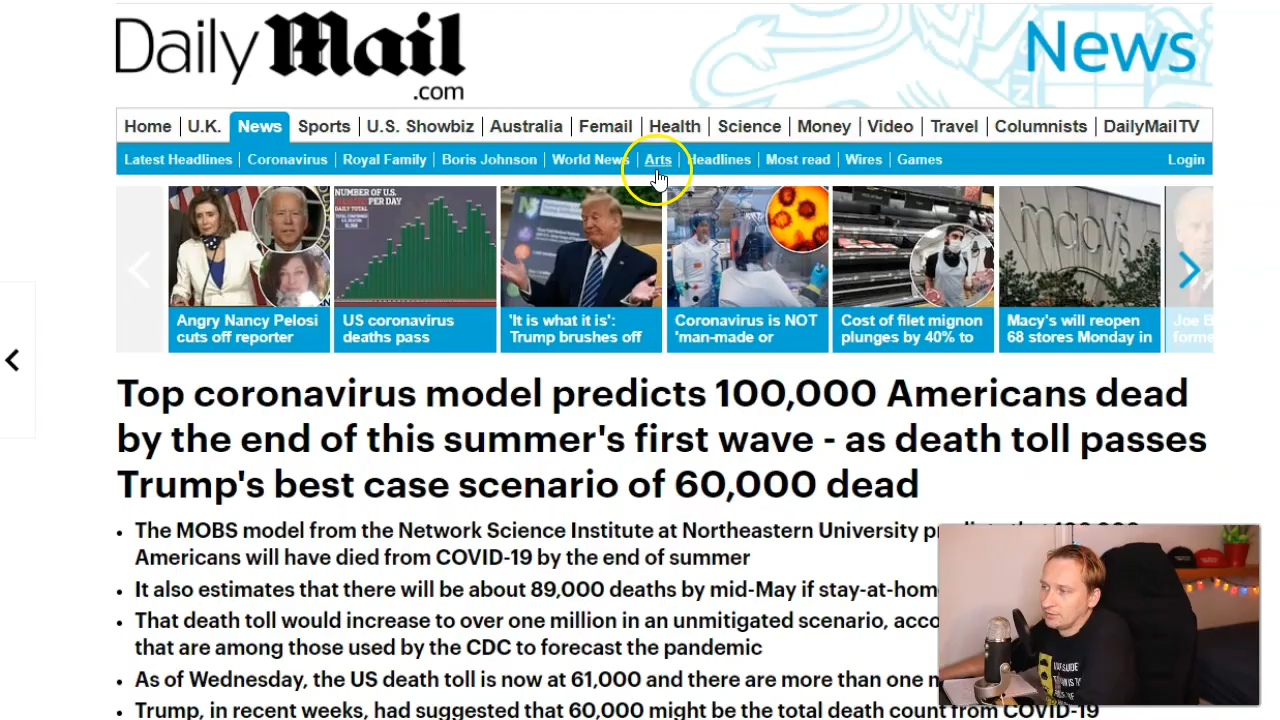 Daily Mail
.com
News
Home U.K. News Sports U.S. Showbiz Australia Femail Health Science Money Video Travel Columnists DailyMailTV
Latest Headlines Coronavirus Royal Family Boris Johnson World News Arts Headlines Most read Wires Games Login
NUMBER OF U.S.
PER DAY
macy's
Angry Nancy Pelosi
cuts off reporter
US coronavirus
deaths pass
'It is what it is':
Trump brushes off
Coronavirus is NOT
'man-made or
Cost of filet mignon
plunges by 40% to
Macy's will reopen
68 stores Monday in
Joe B
forme
Top coronavirus model predicts 100,000 Americans dead
by the end of this summer's first wave - as death toll passes
Trump's best case scenario of 60,000 dead
• The MOBS model from the Network Science Institute at Northeastern University
Americans will have died from COVID-19 by the end of summer
• It also estimates that there will be about 89,000 deaths by mid-May if stay-at-hom
• That death toll would increase to over one million in an unmitigated scenario, acco
that are among those used by the CDC to forecast the pandemic
• As of Wednesday, the US death toll is now at 61,000 and there are more than one
• Trump, in recent weeks, had suggested that 60,000 might be the total death count from COVID-19